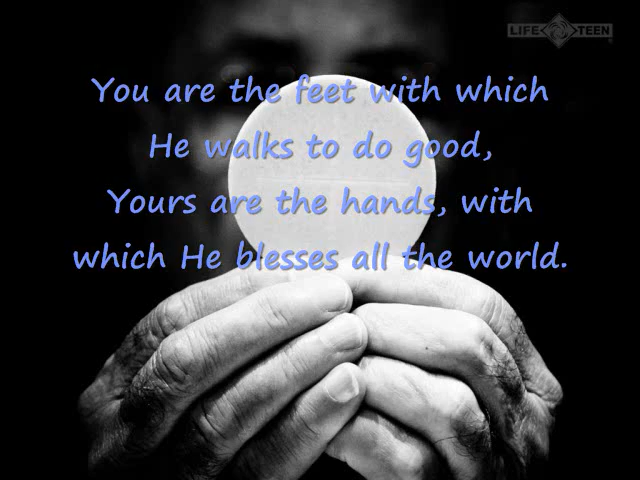 LIFE TEEN
You are the feet with which
He walks to do good,
Yours are the hands, with
which He blesses all the world.